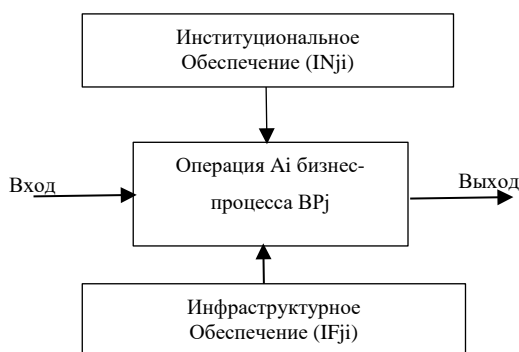 Институциональное
Обеспечение (INji)
Операция Ai бизнес-
процесса BPj
Вход
Выход
Инфраструктурное
Обеспечение (IFji)